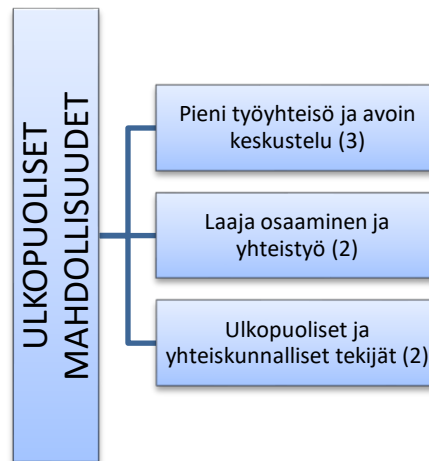 ULKOPUOLISET
MAHDOLLISUUDET
Pieni työyhteisö ja avoin
keskustelu (3)
Laaja osaaminen ja
yhteistyö (2)
Ulkopuoliset ja
yhteiskunnalliset tekijät (2)